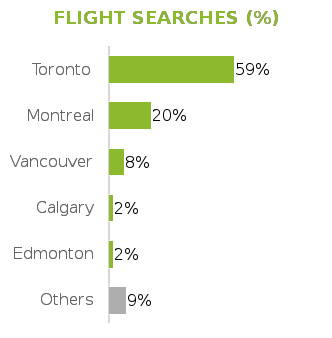 FLIGHT SEARCHES (%)
Toronto 59%
Montreal 20%
Vancouver 8%
Calgary 2%
Edmonton 2%
Others 9%